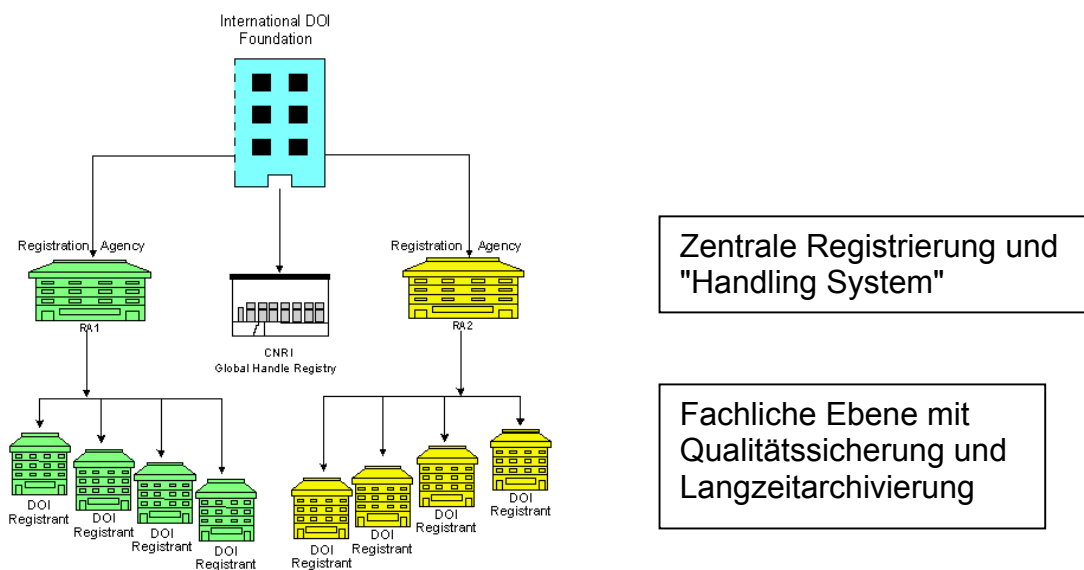 International DOI
Foundation
Registration Agency
RA1
Registration Agency
RA2
CNRI
Global Handle Registry
DOI
Registrant
DOI
Registrant
DOI
Registrant
DOI
Registrant
DOI
Registrant
DOI
Registrant
DOI
Registrant
DOI
Registrant
Zentrale Registrierung und
"Handling System"
Fachliche Ebene mit
Qualitätssicherung und
Langzeitarchivierung